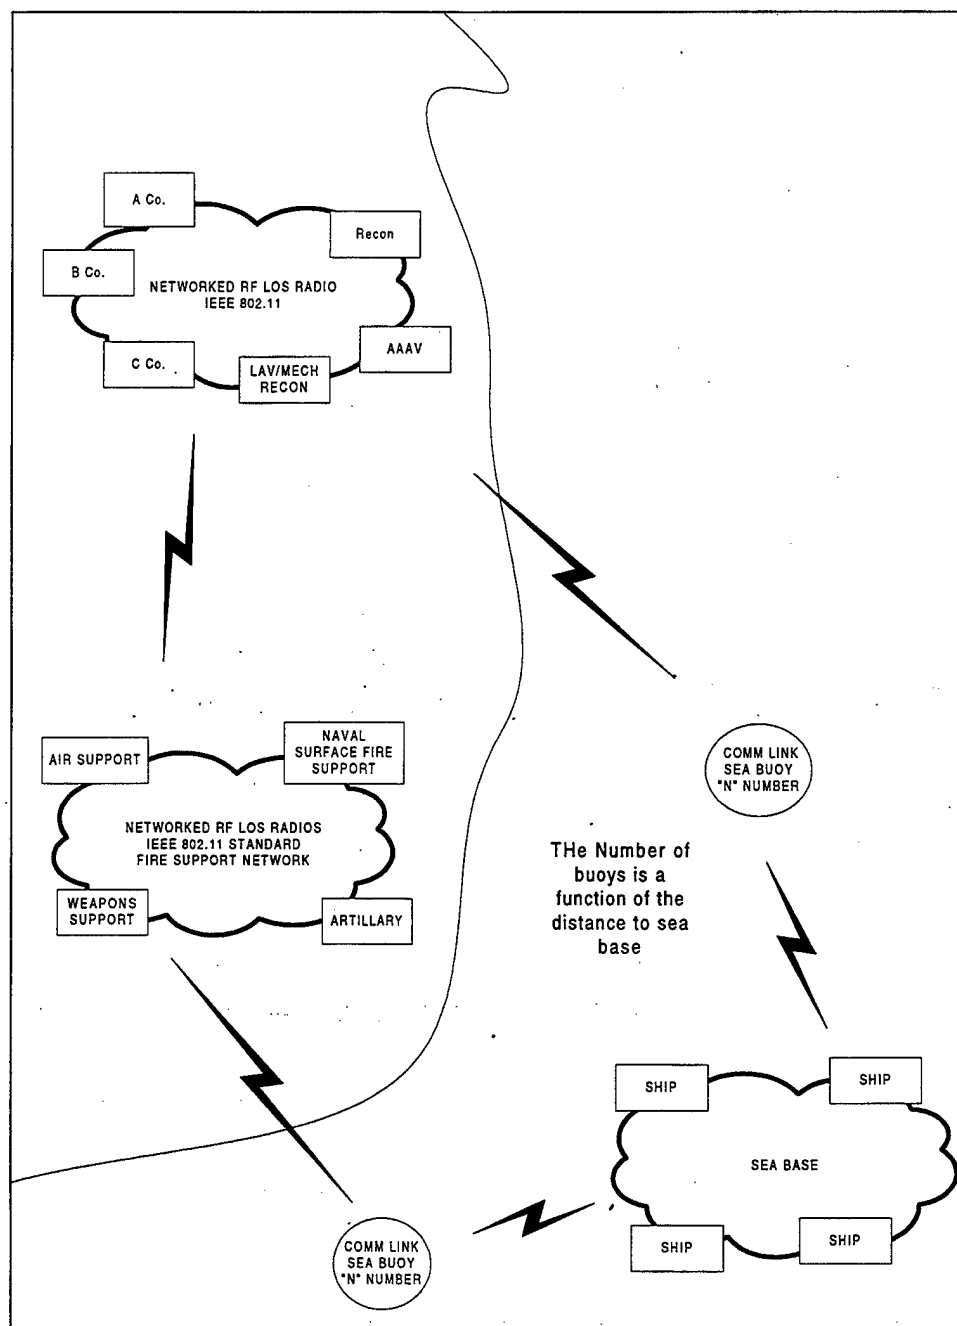 A Co.
Recon
B Co.
NETWORKED RF LOS RADIO
IEEE 802.11
C Co.
LAV/MECH
RECON
AAAV
AIR SUPPORT
NAVAL
SURFACE FIRE
SUPPORT
NETWORKED RF LOS RADIOS
IEEE 802.11 STANDARD
FIRE SUPPORT NETWORK
WEAPONS
SUPPORT
ARTILLARY
COMM LINK
SEA BUOY
"N" NUMBER
THe Number of
buoys is a
function of the
distance to sea
base
SHIP
SHIP
SEA BASE
SHIP
SHIP
COMM LINK
SEA BUOY
"N" NUMBER